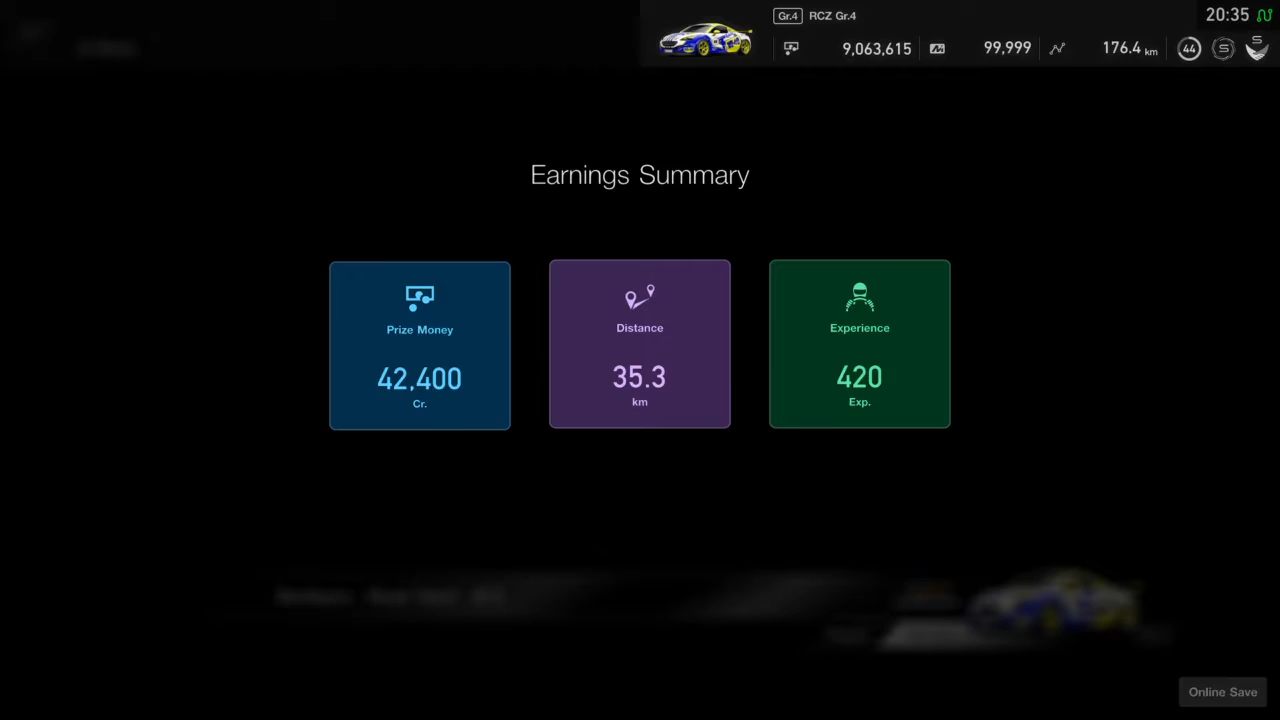 Gr.4 RCZ Gr.4 20:35
9,063,615 99,999 176.4 km 44 S S
Earnings Summary
Prize Money Distance Experience
42,400 35.3 420
Cr. km Exp.
Online Save